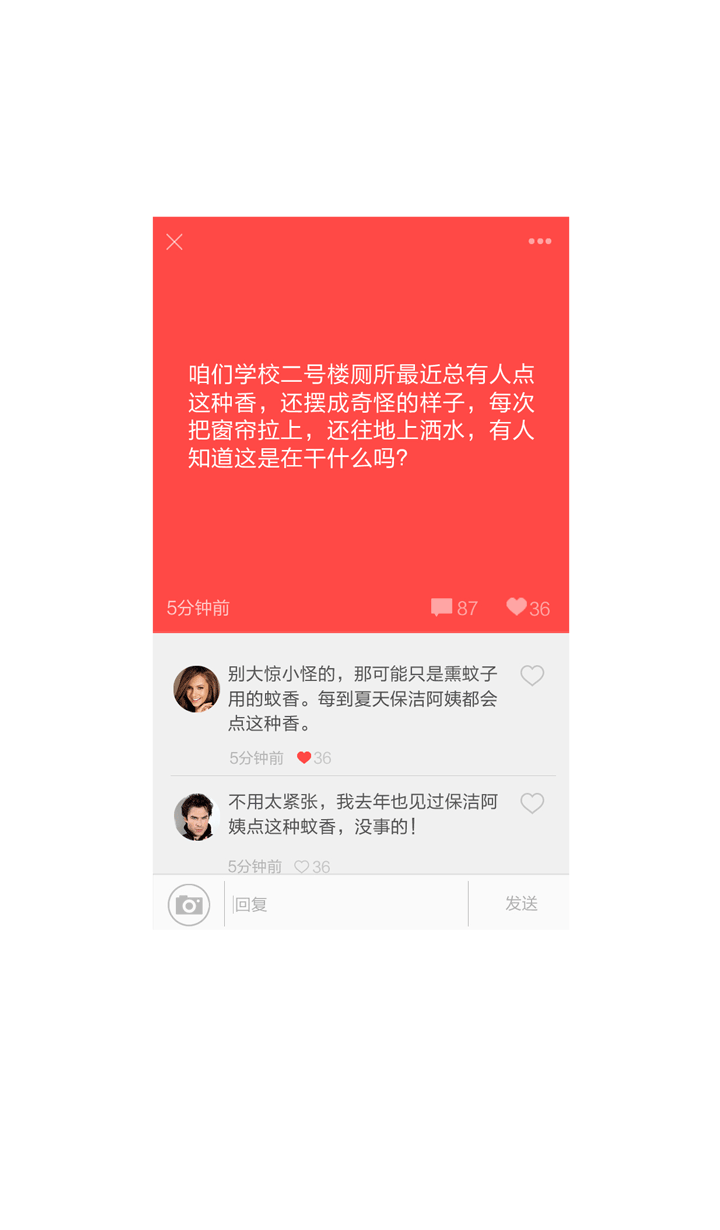 咱们学校二号楼厕所最近总有人点
这种香，还摆成奇怪的样子，每次
把窗帘拉上，还往地上洒水，有人
知道这是在干什么吗？
5分钟前 87 36
别大惊小怪的，那可能只是熏蚊子
用的蚊香。每到夏天保洁阿姨都会
点这种香。
5分钟前 36
不用太紧张，我去年也见过保洁阿
姨点这种蚊香，没事的！
5分钟前 36
回复 发送